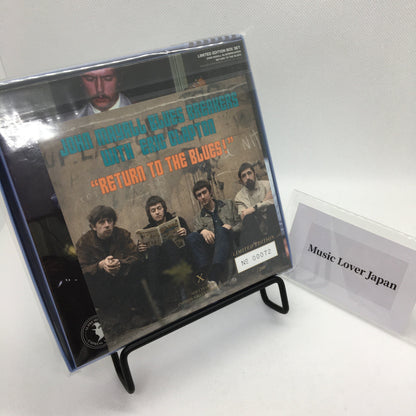 LIMITED EDITION BOX SET
JOHN MAYALL BLUES BREAKERS
WITH ERIC CLAPTON
"RETURN TO THE BLUES!"
LIMITED EDITION
Nº 00072
Music Lover Japan